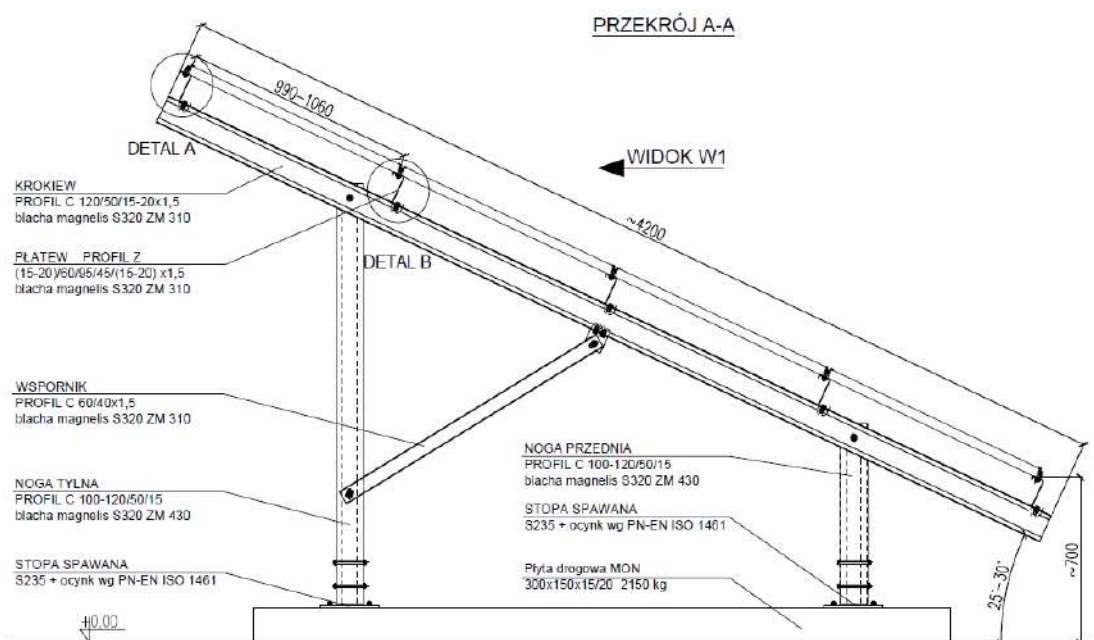 PRZEKRÓJ A-A
990-1060
DETAL A
WIDOK W1
KROKIEW
PROFIL C 120/50/15-20x1,5
blacha magnelis S320 ZM 310
~4200
PŁATEW PROFIL Z
(15-20)/60/95/45/(15-20) x1,5
blacha magnelis S320 ZM 310
DETAL B
WSPORNIK
PROFIL C 60/40x1,5
blacha magnelis S320 ZM 310
NOGA PRZEDNIA
PROFIL C 100-120/50/15
blacha magnelis S320 ZM 430
NOGA TYLNA
PROFIL C 100-120/50/15
blacha magnelis S320 ZM 430
STOPA SPAWANA
S235 + ocynk wg PN-EN ISO 1461
STOPA SPAWANA
S235 + ocynk wg PN-EN ISO 1461
Płyta drogowa MON
300x150x15/20 2150 kg
25°-30°
~700
±0,00